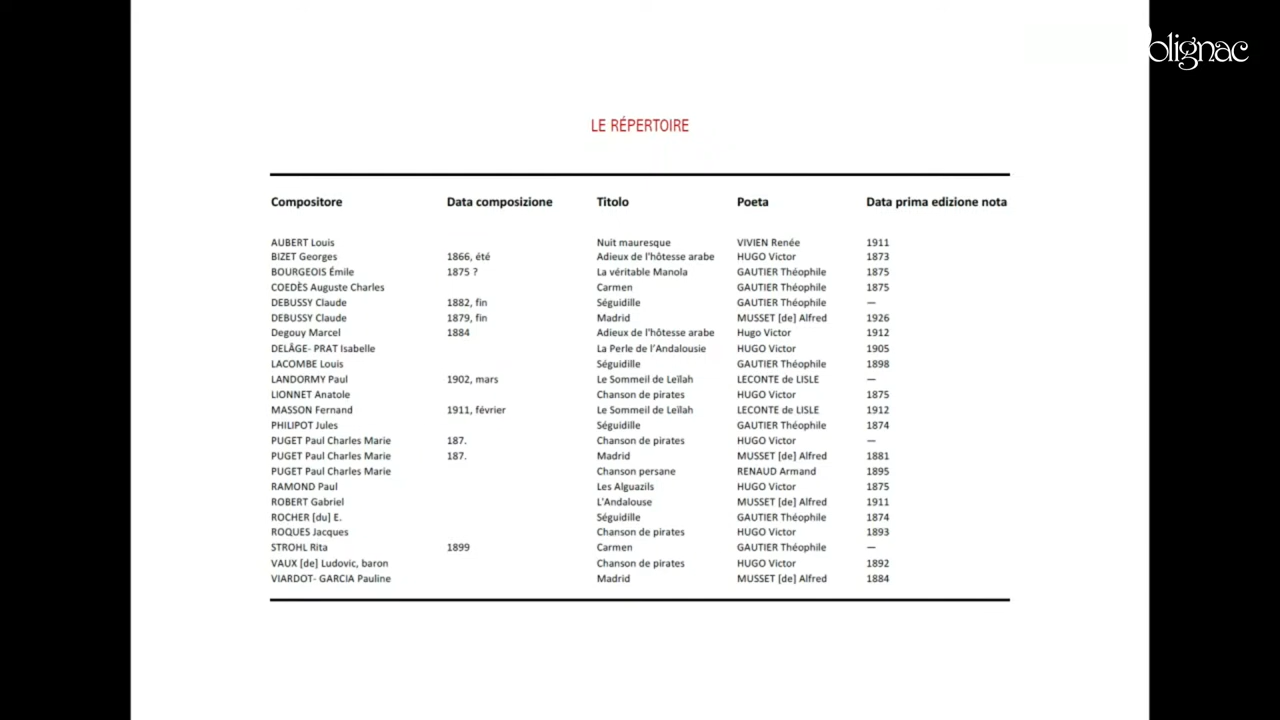 olignac
LE RÉPERTOIRE
Compositore Data composizione Titolo Poeta Data prima edizione nota
AUBERT Louis Nuit mauresque VIVIEN Renée 1911
BIZET Georges 1866, été Adieux de l'hôtesse arabe HUGO Victor 1873
BOURGEOIS Émile 1875 ? La véritable Manola GAUTIER Théophile 1875
COEDÈS Auguste Charles Carmen GAUTIER Théophile 1875
DEBUSSY Claude 1882, fin Séguidille GAUTIER Théophile —
DEBUSSY Claude 1879, fin Madrid MUSSET [de] Alfred 1926
Degouy Marcel 1884 Adieux de l'hôtesse arabe Hugo Victor 1912
DELÂGE- PRAT Isabelle La Perle de l’Andalousie HUGO Victor 1905
LACOMBE Louis Séguidille GAUTIER Théophile 1898
LANDORMY Paul 1902, mars Le Sommeil de Leïlah LECONTE de LISLE —
LIONNET Anatole Chanson de pirates HUGO Victor 1875
MASSON Fernand 1911, février Le Sommeil de Leïlah LECONTE de LISLE 1912
PHILIPOT Jules Séguidille GAUTIER Théophile 1874
PUGET Paul Charles Marie 187. Chanson de pirates HUGO Victor —
PUGET Paul Charles Marie 187. Madrid MUSSET [de] Alfred 1881
PUGET Paul Charles Marie Chanson persane RENAUD Armand 1895
RAMOND Paul Les Alguazils HUGO Victor 1875
ROBERT Gabriel L'Andalouse MUSSET [de] Alfred 1911
ROCHER [du] E. Séguidille GAUTIER Théophile 1874
ROQUES Jacques Chanson de pirates HUGO Victor 1893
STROHL Rita 1899 Carmen GAUTIER Théophile —
VAUX [de] Ludovic, baron Chanson de pirates HUGO Victor 1892
VIARDOT- GARCIA Pauline Madrid MUSSET [de] Alfred 1884